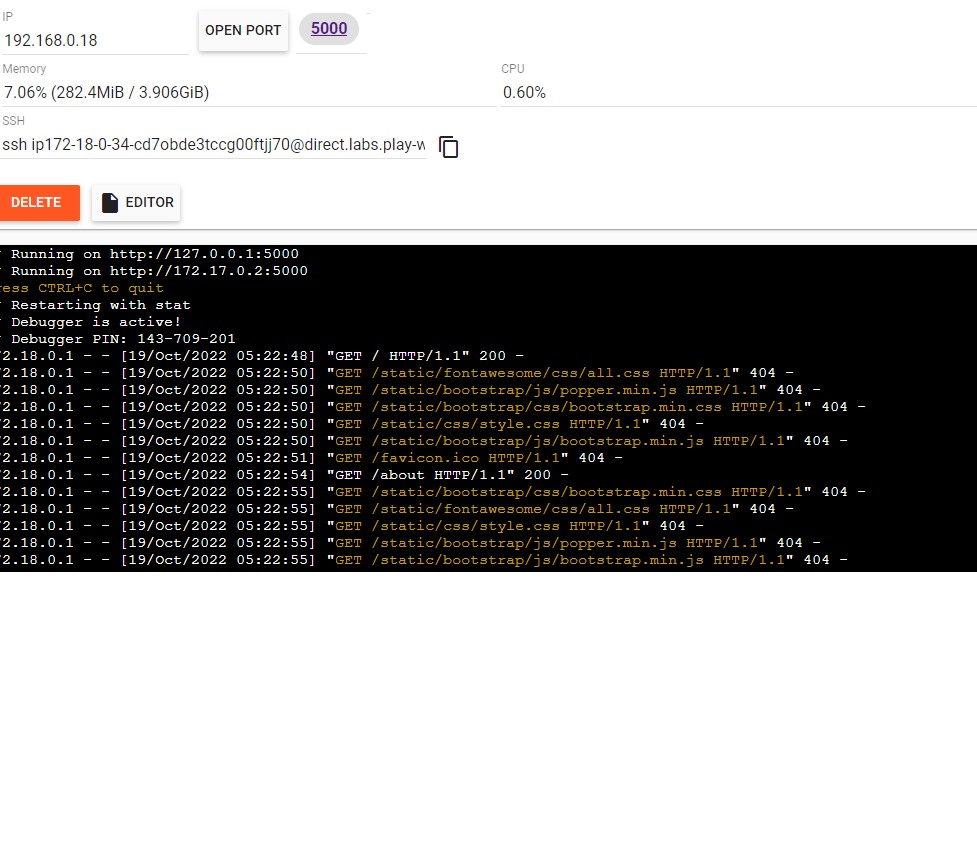 IP
192.168.0.18
OPEN PORT
5000
Memory
7.06% (282.4MiB / 3.906GiB)
CPU
0.60%
SSH
ssh ip172-18-0-34-cd7obde3tccg00ftjj70@direct.labs.play-w
DELETE
EDITOR
Running on http://127.0.0.1:5000
Running on http://172.17.0.2:5000
ress CTRL+C to quit
Restarting with stat
Debugger is active!
Debugger PIN: 143-709-201
2.18.0.1 - - [19/Oct/2022 05:22:48] "GET / HTTP/1.1" 200 -
2.18.0.1 - - [19/Oct/2022 05:22:50] "GET /static/fontawesome/css/all.css HTTP/1.1" 404 -
2.18.0.1 - - [19/Oct/2022 05:22:50] "GET /static/bootstrap/js/popper.min.js HTTP/1.1" 404 -
2.18.0.1 - - [19/Oct/2022 05:22:50] "GET /static/bootstrap/css/bootstrap.min.css HTTP/1.1" 404 -
2.18.0.1 - - [19/Oct/2022 05:22:50] "GET /static/css/style.css HTTP/1.1" 404 -
2.18.0.1 - - [19/Oct/2022 05:22:50] "GET /static/bootstrap/js/bootstrap.min.js HTTP/1.1" 404 -
2.18.0.1 - - [19/Oct/2022 05:22:51] "GET /favicon.ico HTTP/1.1" 404 -
2.18.0.1 - - [19/Oct/2022 05:22:54] "GET /about HTTP/1.1" 200 -
2.18.0.1 - - [19/Oct/2022 05:22:55] "GET /static/bootstrap/css/bootstrap.min.css HTTP/1.1" 404 -
2.18.0.1 - - [19/Oct/2022 05:22:55] "GET /static/fontawesome/css/all.css HTTP/1.1" 404 -
2.18.0.1 - - [19/Oct/2022 05:22:55] "GET /static/css/style.css HTTP/1.1" 404 -
2.18.0.1 - - [19/Oct/2022 05:22:55] "GET /static/bootstrap/js/popper.min.js HTTP/1.1" 404 -
2.18.0.1 - - [19/Oct/2022 05:22:55] "GET /static/bootstrap/js/bootstrap.min.js HTTP/1.1" 404 -